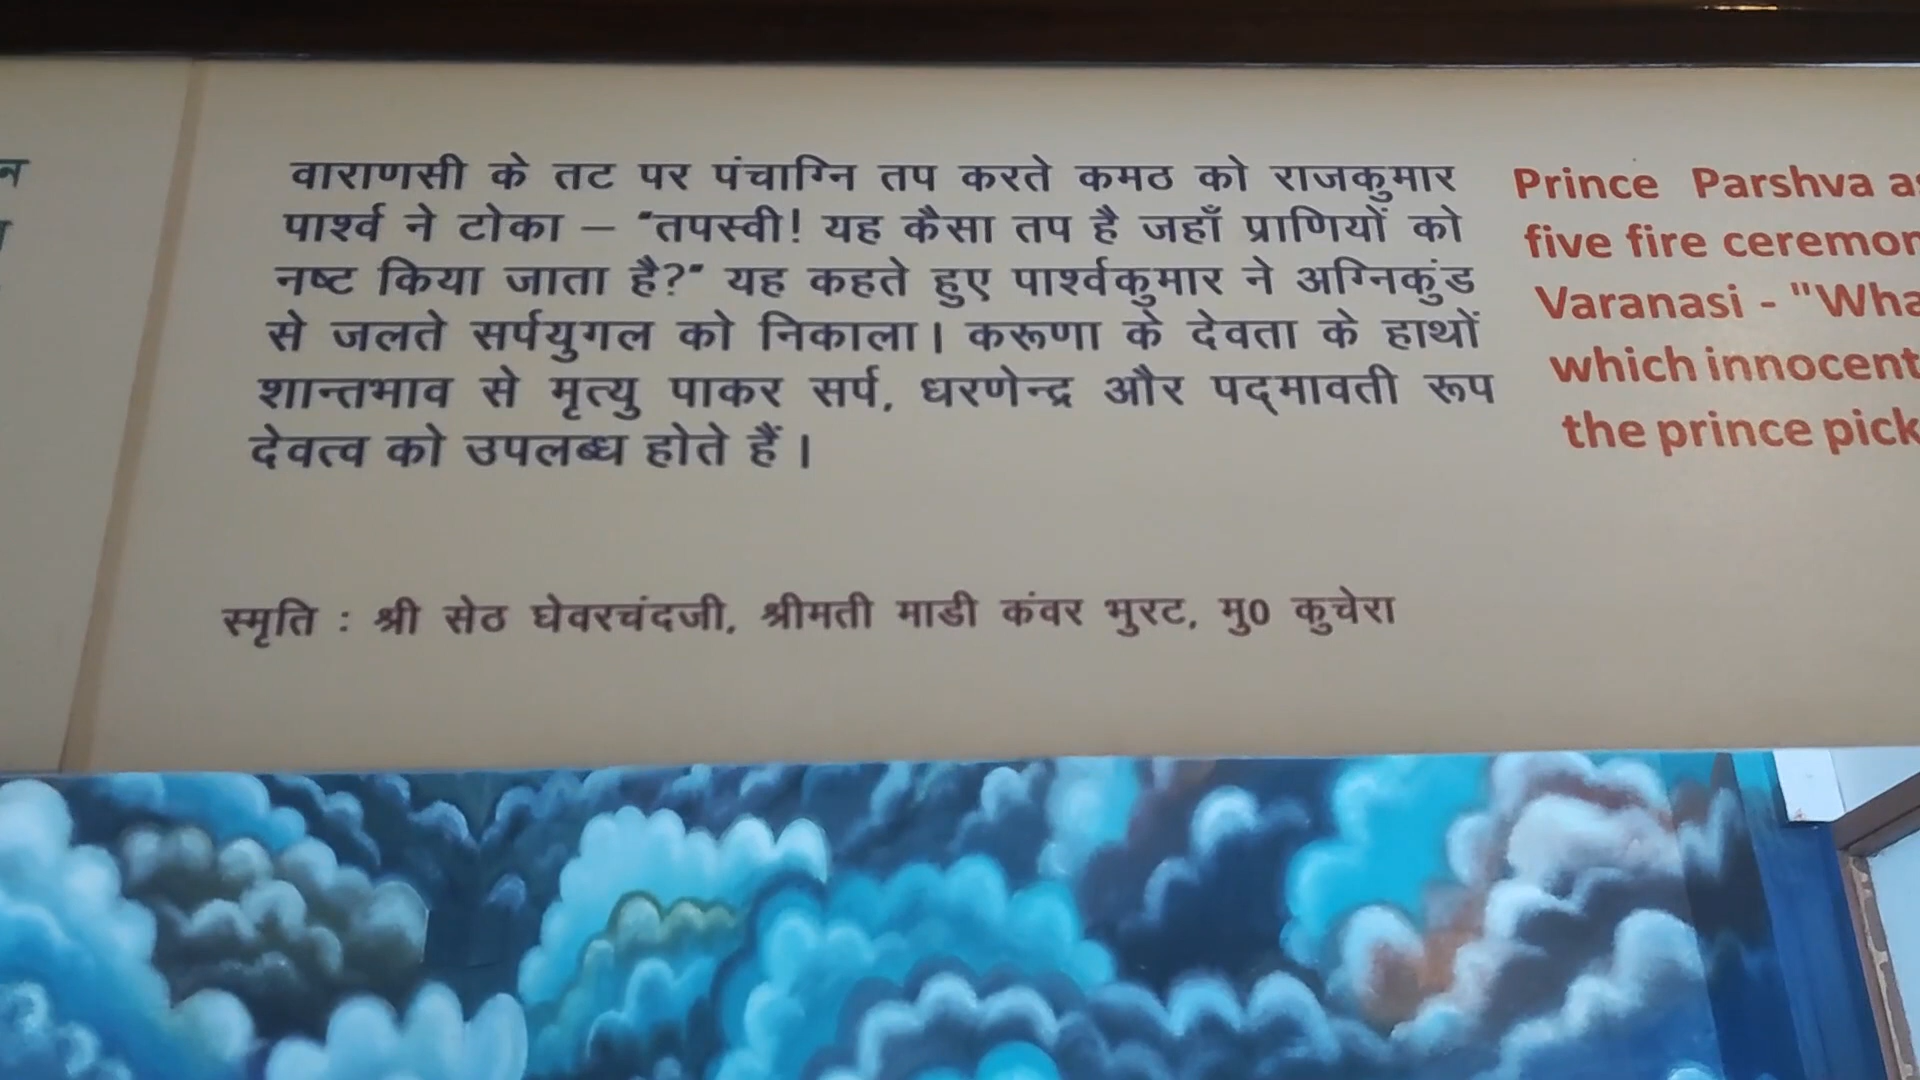 वाराणसी के तट पर पंचाग्नि तप करते कमठ को राजकुमार
पार्श्व ने टोका – "तपस्वी! यह कैसा तप है जहाँ प्राणियों को
नष्ट किया जाता है?" यह कहते हुए पार्श्वकुमार ने अग्निकुंड
से जलते सर्पयुगल को निकाला। करूणा के देवता के हाथों
शान्तभाव से मृत्यु पाकर सर्प, धरणेन्द्र और पद्मावती रूप
देवत्व को उपलब्ध होते हैं।
स्मृति : श्री सेठ घेवरचंदजी, श्रीमती माडी कंवर भुरट, मु0 कुचेरा
Prince Parshva
five fire
Varanasi -
which innocent
the prince